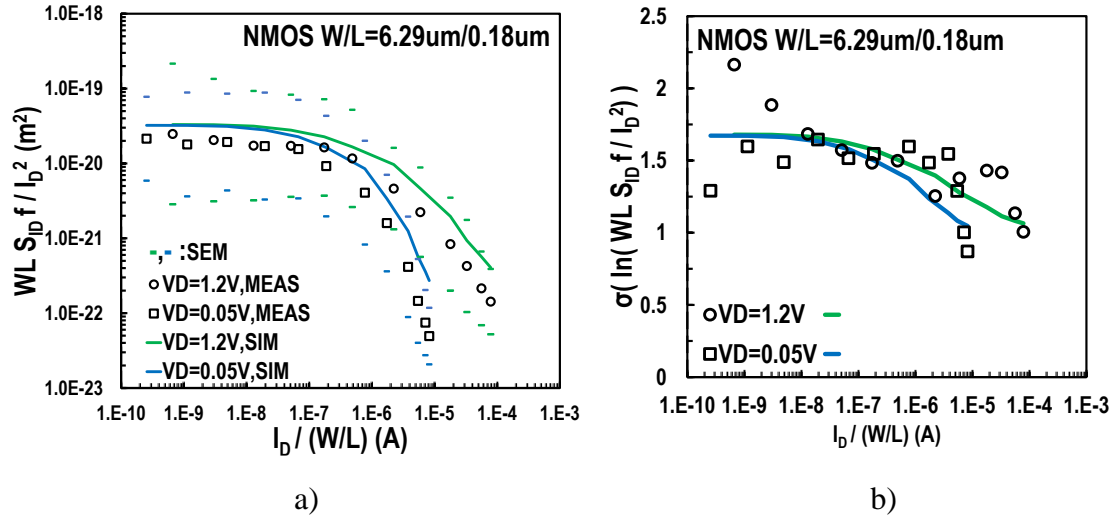 NMOS W/L=6.29um/0.18um
WL S_ID f / I_D^2 (m^2)
1.0E-18
1.0E-19
1.0E-20
1.0E-21
1.0E-22
1.0E-23
-,- :SEM
VD=1.2V,MEAS
VD=0.05V,MEAS
VD=1.2V,SIM
VD=0.05V,SIM
1.E-10 1.E-9 1.E-8 1.E-7 1.E-6 1.E-5 1.E-4 1.E-3
I_D / (W/L) (A)
a)
NMOS W/L=6.29um/0.18um
σ( ln( WL S_ID f / I_D^2 ) )
2.5
2
1.5
1
0.5
0
VD=1.2V
VD=0.05V
1.E-10 1.E-9 1.E-8 1.E-7 1.E-6 1.E-5 1.E-4 1.E-3
I_D / (W/L) (A)
b)